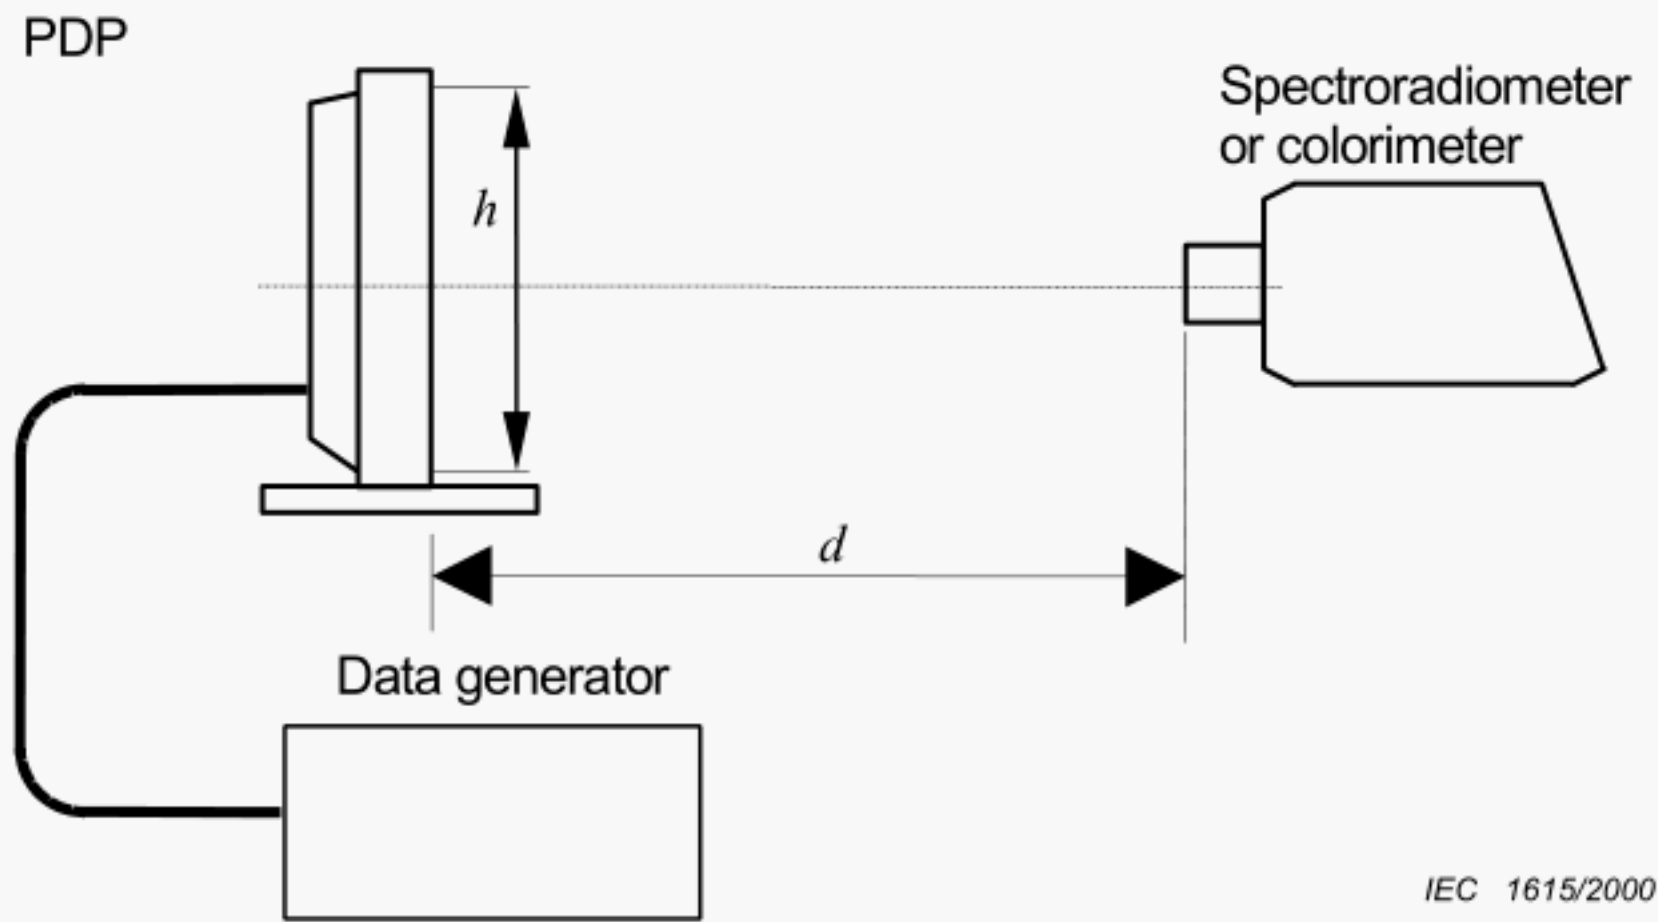 PDP
Spectroradiometer
or colorimeter
h
d
Data generator
IEC 1615/2000